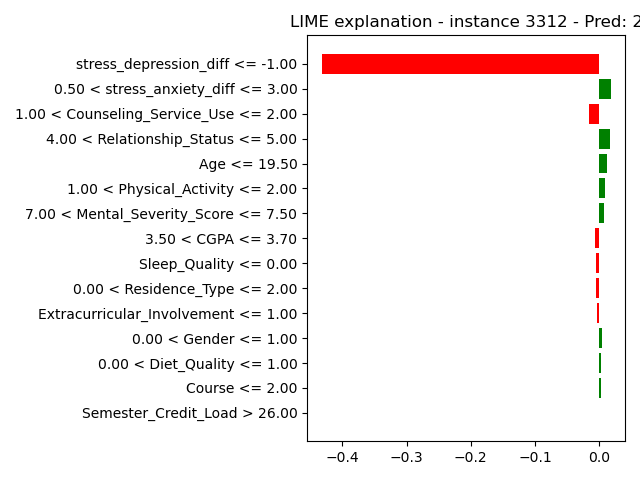 LIME explanation - instance 3312 - Pred: 2
stress_depression_diff <= -1.00
0.50 < stress_anxiety_diff <= 3.00
1.00 < Counseling_Service_Use <= 2.00
4.00 < Relationship_Status <= 5.00
Age <= 19.50
1.00 < Physical_Activity <= 2.00
7.00 < Mental_Severity_Score <= 7.50
3.50 < CGPA <= 3.70
Sleep_Quality <= 0.00
0.00 < Residence_Type <= 2.00
Extracurricular_Involvement <= 1.00
0.00 < Gender <= 1.00
0.00 < Diet_Quality <= 1.00
Course <= 2.00
Semester_Credit_Load > 26.00
−0.4 −0.3 −0.2 −0.1 0.0